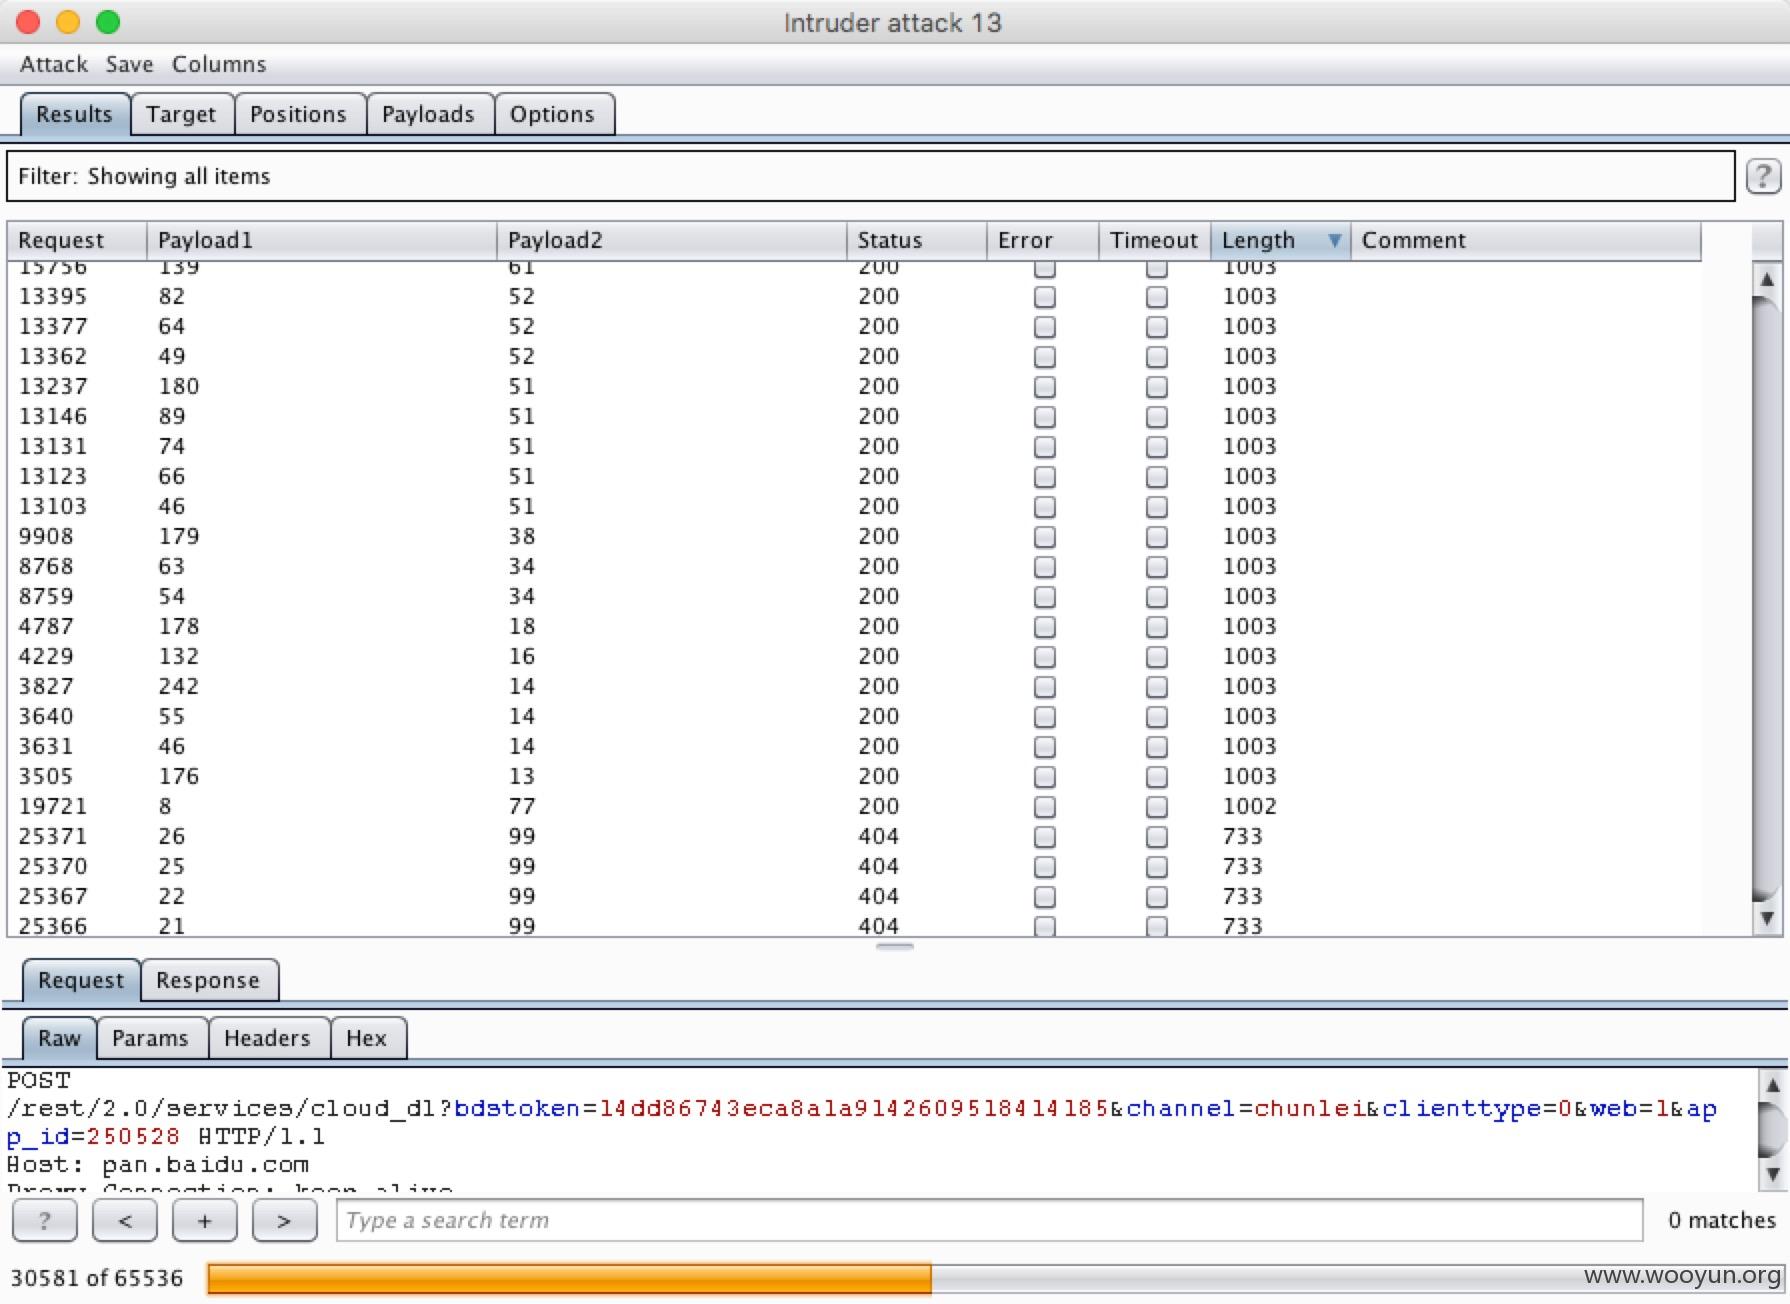 Intruder attack 13
Attack Save Columns
Results Target Positions Payloads Options
Filter: Showing all items ?
Request Payload1 Payload2 Status Error Timeout Length Comment
15756 139 61 200 1003
13395 82 52 200 1003
13377 64 52 200 1003
13362 49 52 200 1003
13237 180 51 200 1003
13146 89 51 200 1003
13131 74 51 200 1003
13123 66 51 200 1003
13103 46 51 200 1003
9908 179 38 200 1003
8768 63 34 200 1003
8759 54 34 200 1003
4787 178 18 200 1003
4229 132 16 200 1003
3827 242 14 200 1003
3640 55 14 200 1003
3631 46 14 200 1003
3505 176 13 200 1003
19721 8 77 200 1002
25371 26 99 404 733
25370 25 99 404 733
25367 22 99 404 733
25366 21 99 404 733
Request Response
Raw Params Headers Hex
POST
/rest/2.0/services/cloud_dl?bdstoken=14dd86743eca8a1a9142609518414185&channel=chunlei&clienttype=0&web=1&ap
p_id=250528 HTTP/1.1
Host: pan.baidu.com
Proxy-Connection: keep-alive
? < + > Type a search term 0 matches
30581 of 65536
www.wooyun.org